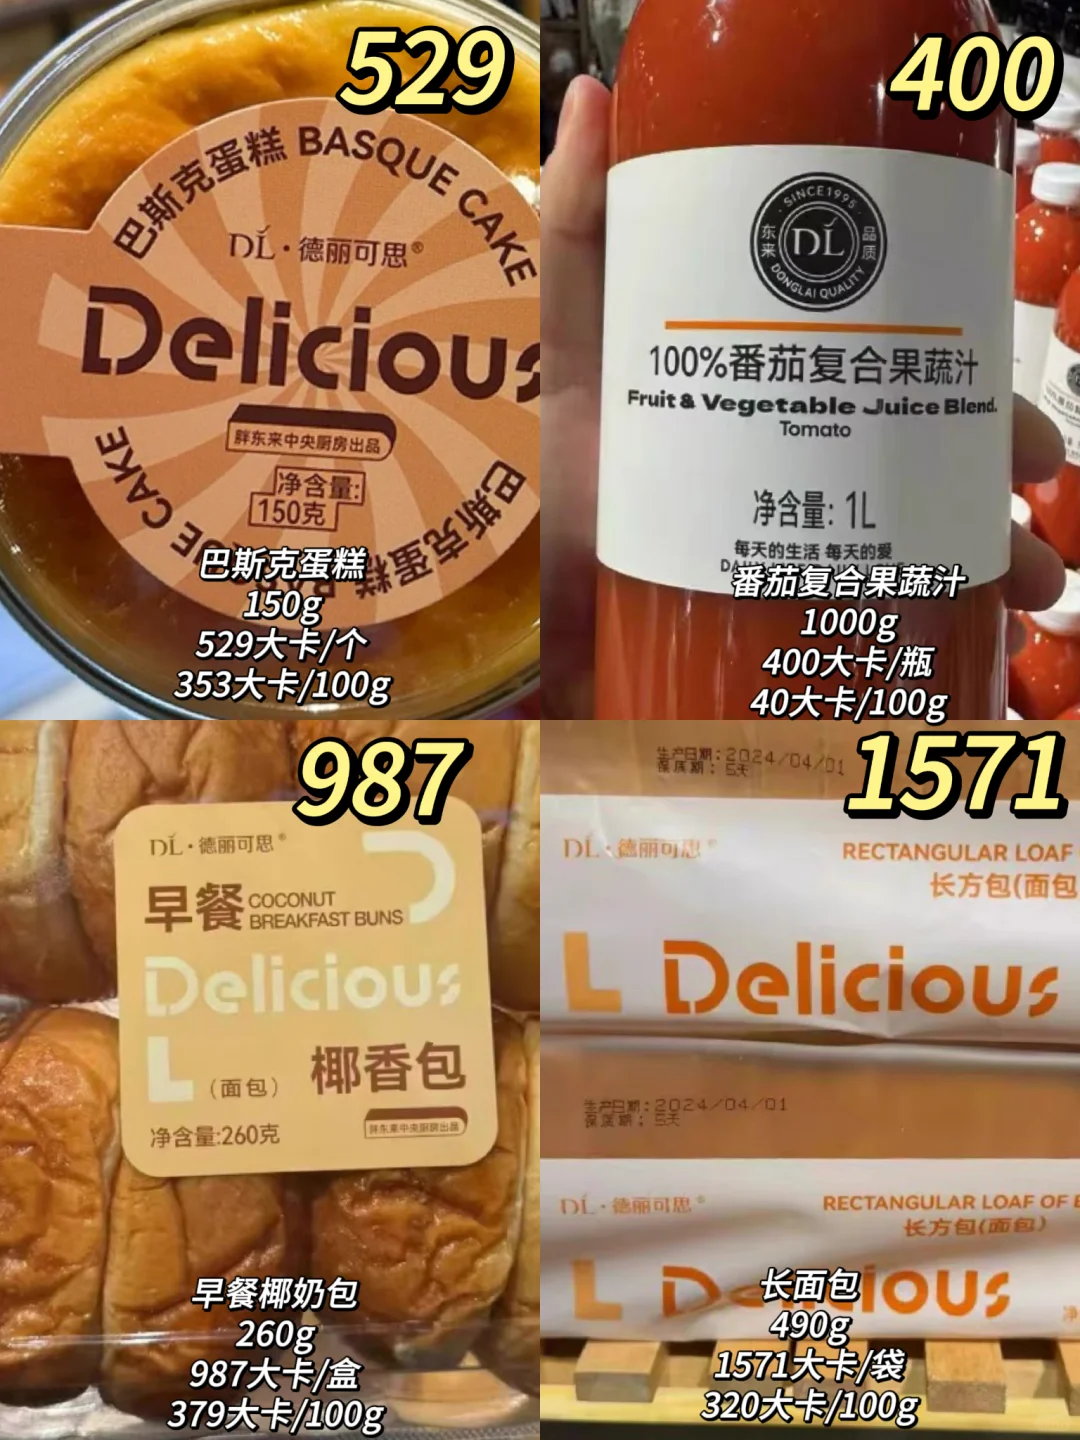 529
巴斯克蛋糕 BASQUE CAKE
DL·德丽可思®
Delicious
胖东来中央厨房出品
净含量:
150克
巴斯克蛋糕
BASQUE CAKE
巴斯克蛋糕
150g
529大卡/个
353大卡/100g
400
·SINCE1995·
东来
DL
品质
DONGLAI QUALITY
100%番茄复合果蔬汁
Fruit & Vegetable Juice Blend.
Tomato
净含量: 1L
每天的生活 每天的爱
番茄复合果蔬汁
1000g
400大卡/瓶
40大卡/100g
987
DL·德丽可思®
早餐 COCONUT
BREAKFAST BUNS
Delicious
L (面包) 椰香包
净含量:260克
胖东来中央厨房出品
早餐椰奶包
260g
987大卡/盒
379大卡/100g
1571
生产日期:2024/04/01
保质期:5天
DL·德丽可思®
RECTANGULAR LOAF
长方包(面包
L Delicious
生产日期:2024/04/01
保质期:5天
DL·德丽可思®
RECTANGULAR LOAF OF
长方包(面包)
L Delicious
长面包
490g
1571大卡/袋
320大卡/100g